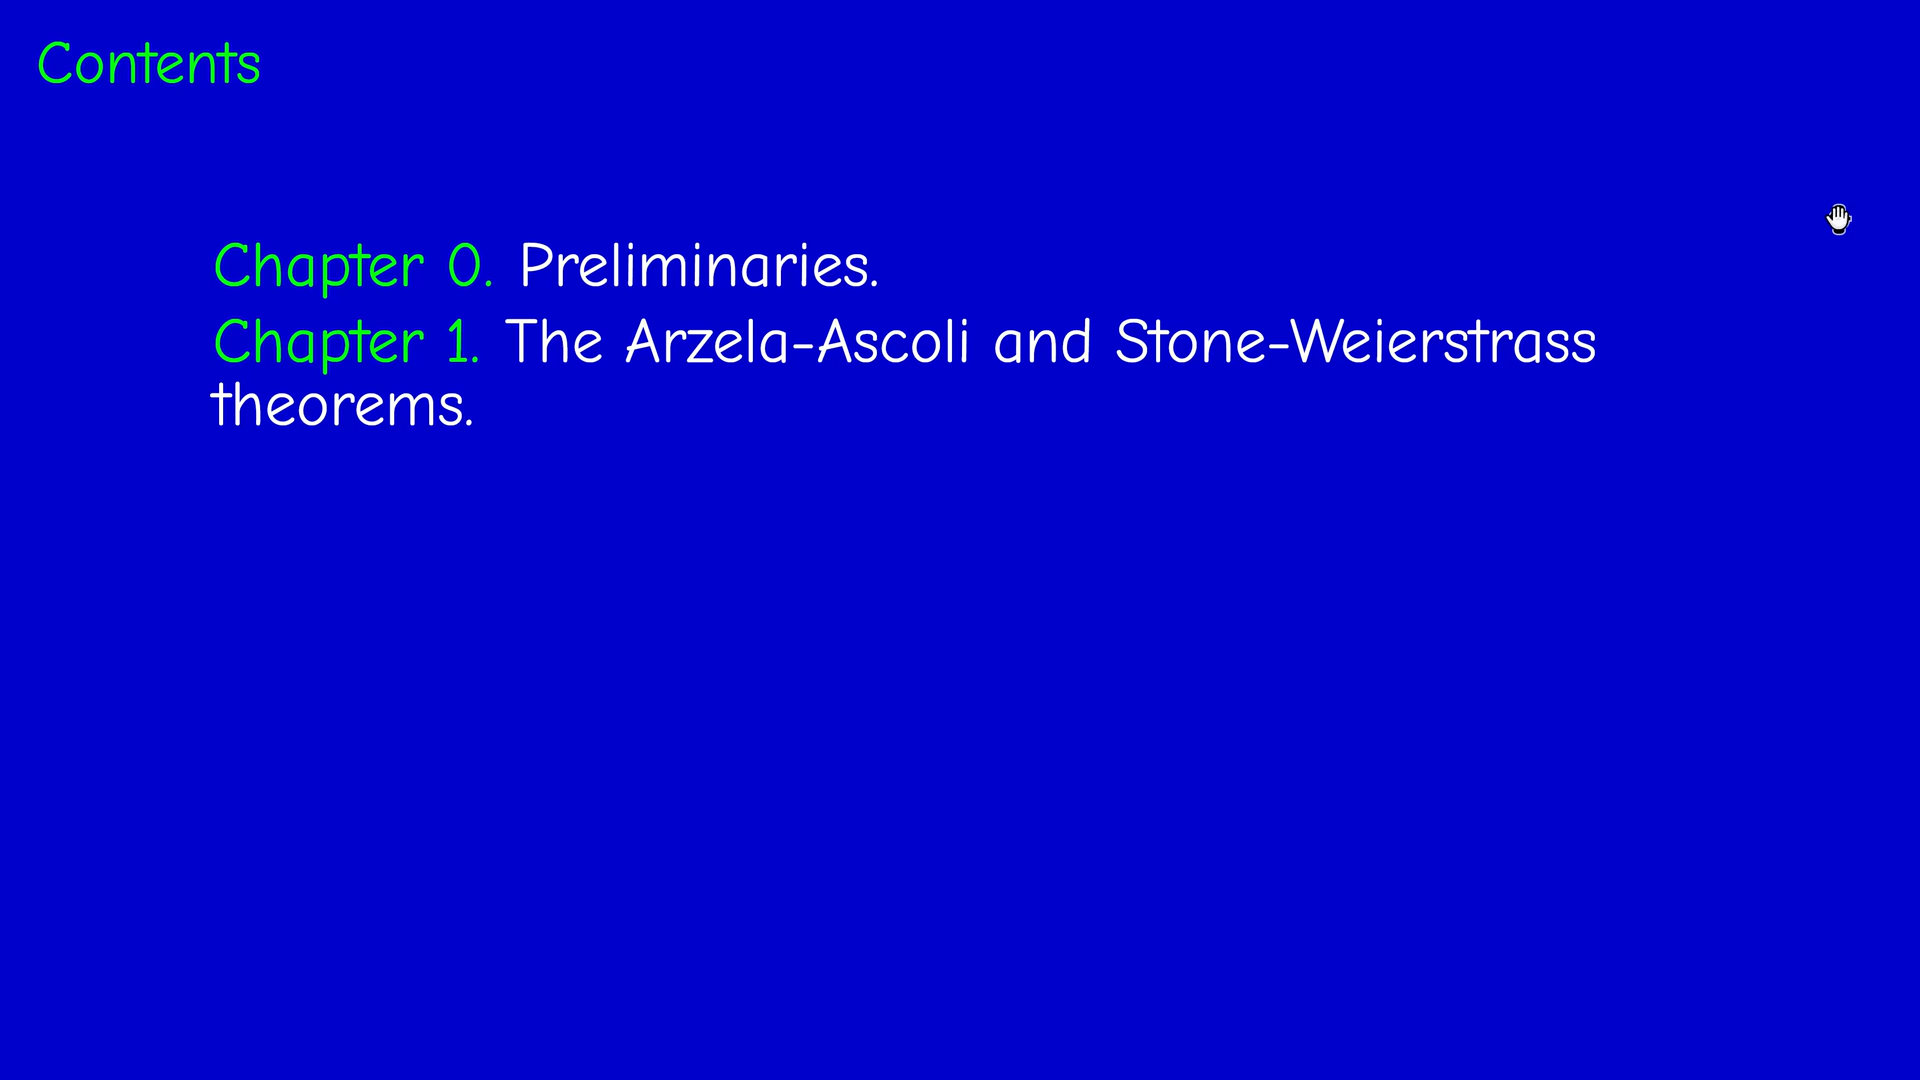 Contents
Chapter 0. Preliminaries.
Chapter 1. The Arzela-Ascoli and Stone-Weierstrass
theorems.